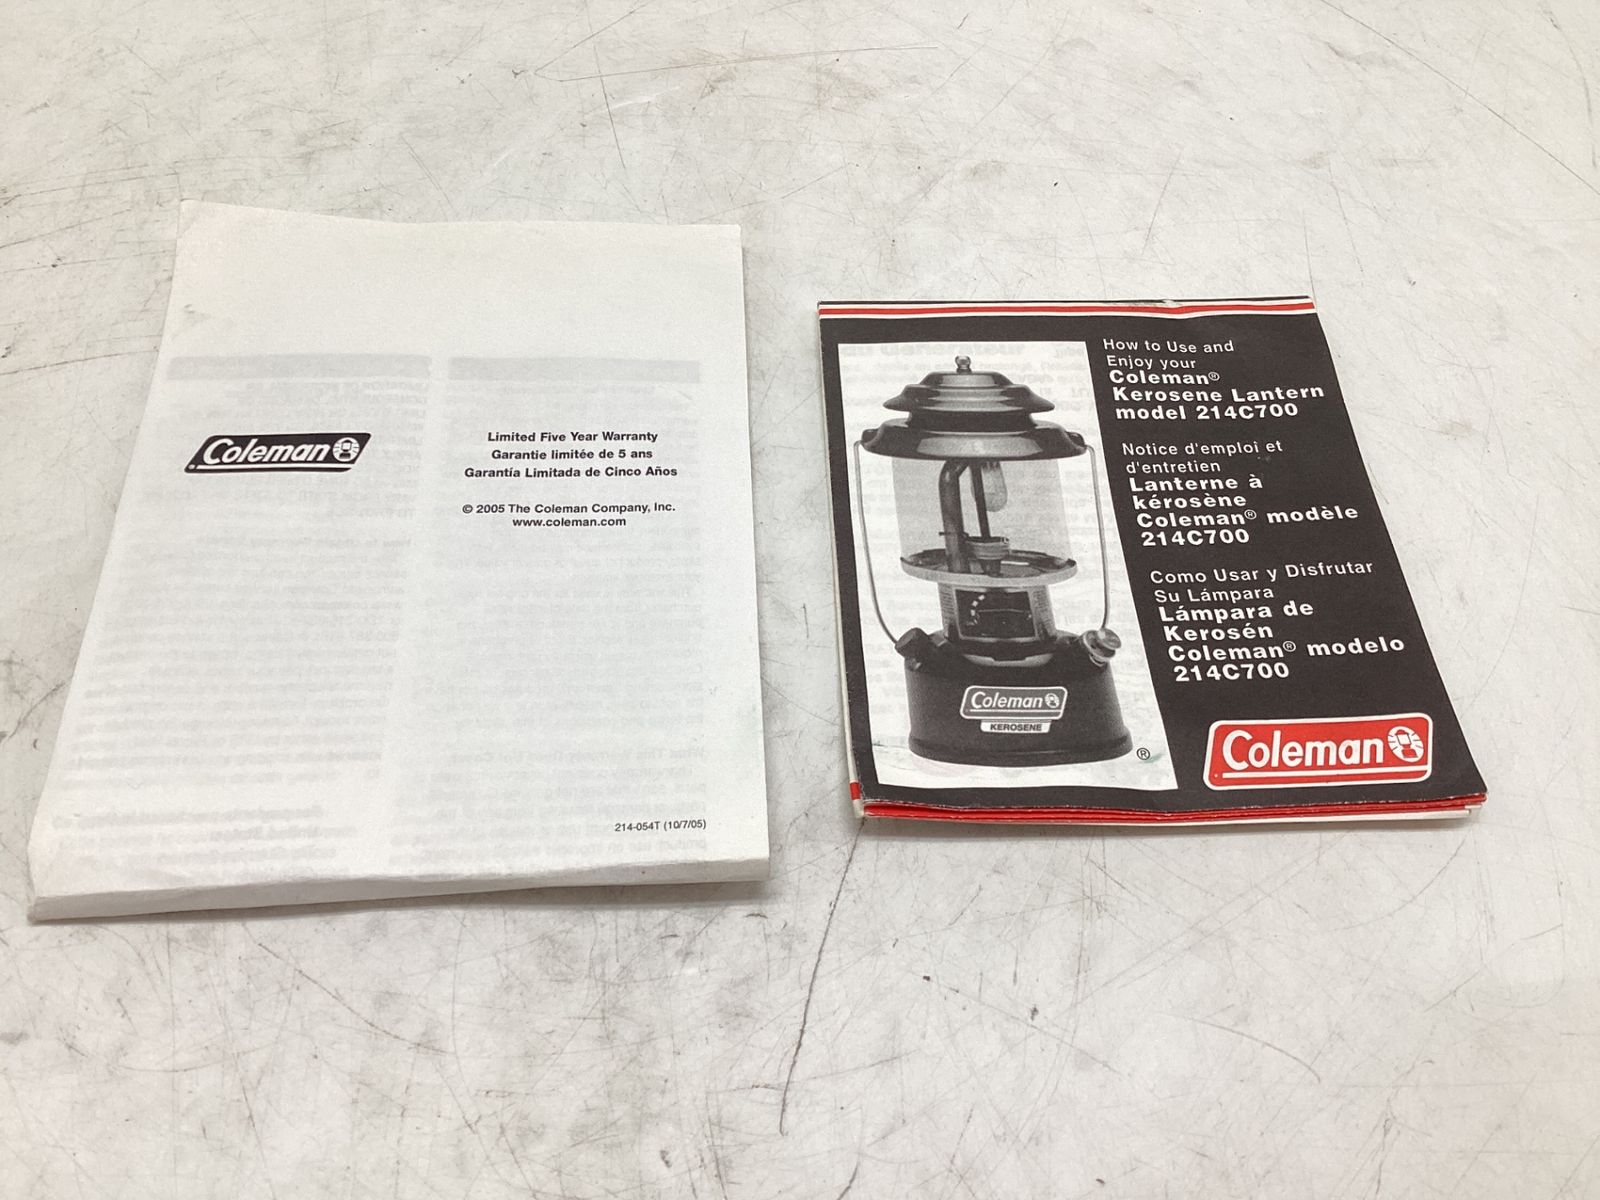 Coleman
Limited Five Year Warranty
Garantie limitée de 5 ans
Garantía Limitada de Cinco Años
© 2005 The Coleman Company, Inc.
www.coleman.com
214-054T (10/7/05)
How to Use and
Enjoy your
Coleman®
Kerosene Lantern
model 214C700
Notice d'emploi et
d'entretien
Lanterne à
kérosène
Coleman® modèle
214C700
Como Usar y Disfrutar
Su Lámpara
Lámpara de
Kerosén
Coleman® modelo
214C700
Coleman
KEROSENE
®
Coleman